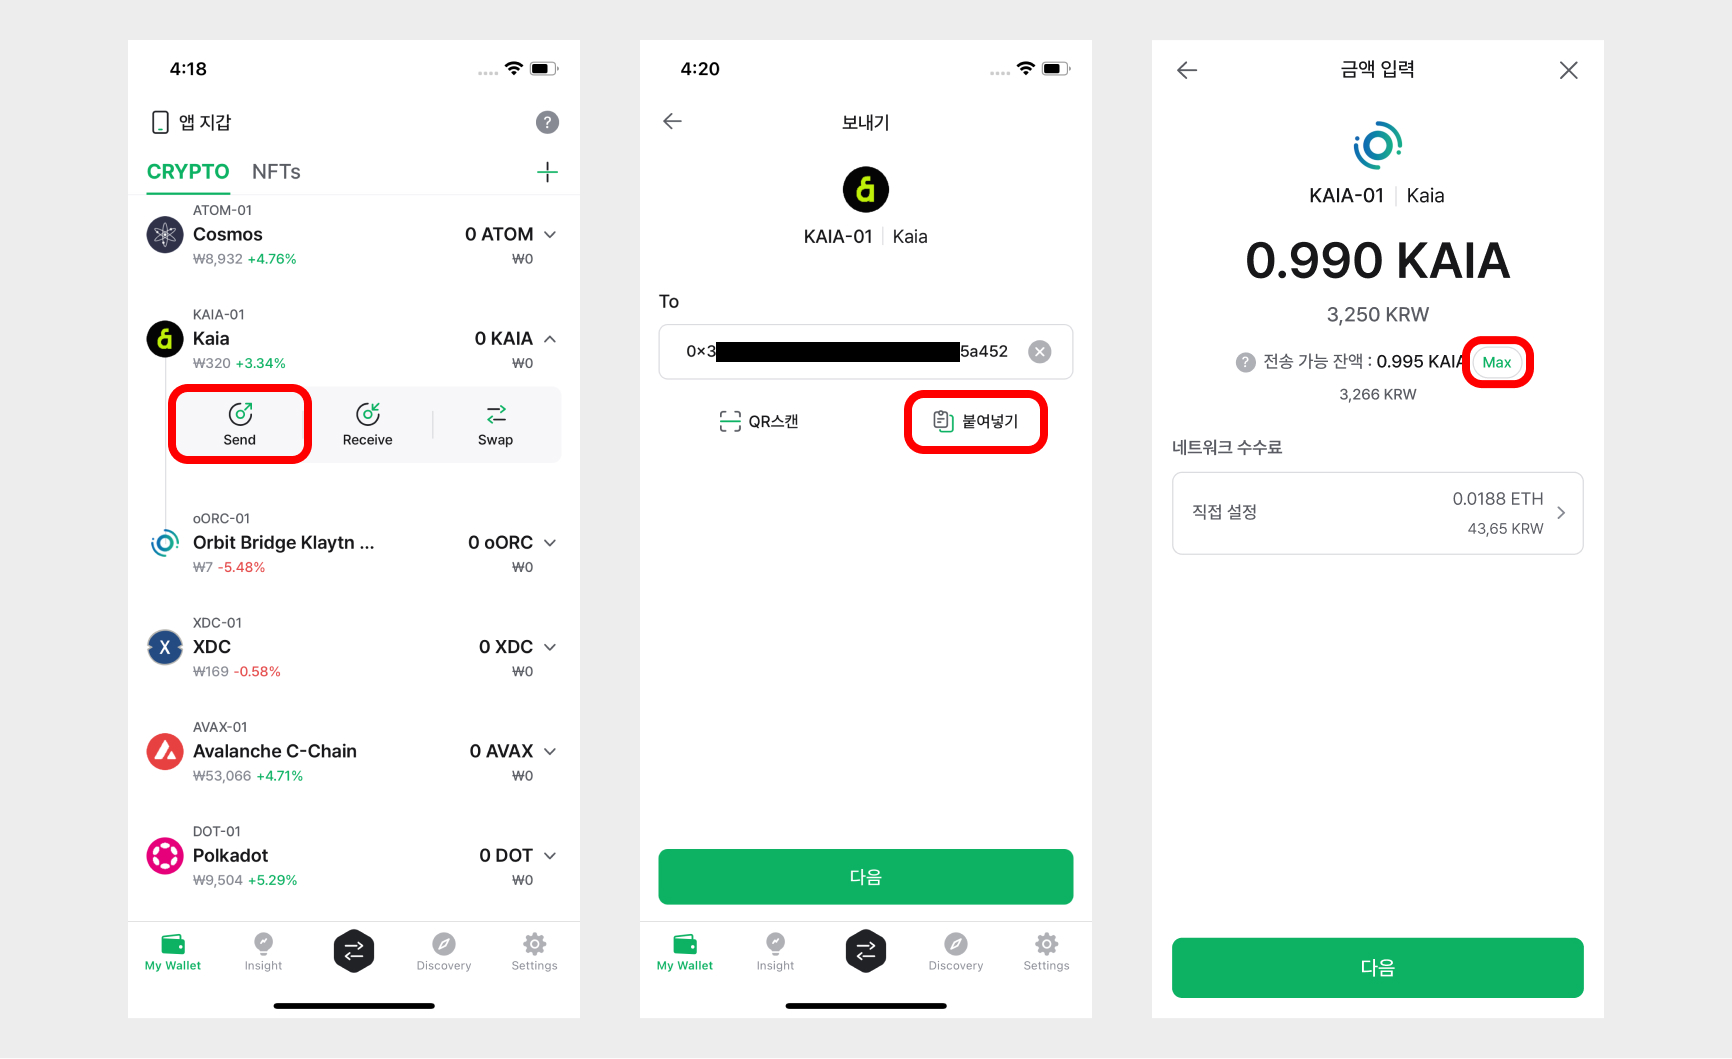 4:18
앱 지갑
?
CRYPTO NFTs
ATOM-01
Cosmos 0 ATOM
₩8,932 +4.76% ₩0
KAIA-01
Kaia 0 KAIA
₩320 +3.34% ₩0
Send Receive Swap
oORC-01
Orbit Bridge Klaytn ... 0 oORC
₩7 -5.48% ₩0
XDC-01
X
XDC 0 XDC
₩169 -0.58% ₩0
AVAX-01
Avalanche C-Chain 0 AVAX
₩53,066 +4.71% ₩0
DOT-01
Polkadot 0 DOT
₩9,504 +5.29% ₩0
My Wallet Insight Discovery Settings
4:20
보내기
KAIA-01 Kaia
To
0x3 5a452
QR스캔 붙여넣기
다음
My Wallet Insight Discovery Settings
금액 입력
KAIA-01 Kaia
0.990 KAIA
3,250 KRW
? 전송 가능 잔액 : 0.995 KAIA Max
3,266 KRW
네트워크 수수료
직접 설정 0.0188 ETH
43,65 KRW
다음